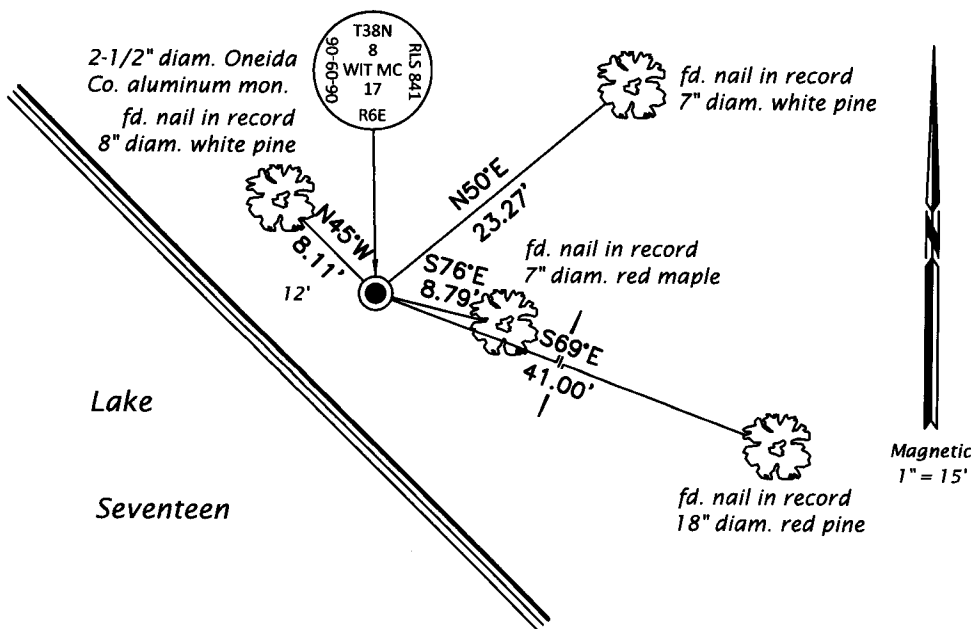 2-1/2" diam. Oneida
Co. aluminum mon.
T38N
8
WIT MC
17
R6E
90-09-06
RLS 841
fd. nail in record
8" diam. white pine
fd. nail in record
7" diam. white pine
N50°E
23.27'
N45°W
8.11'
12'
fd. nail in record
7" diam. red maple
S76°E
8.79'
S69°E
41.00'
fd. nail in record
18" diam. red pine
Lake
Seventeen
N
Magnetic
1" = 15'